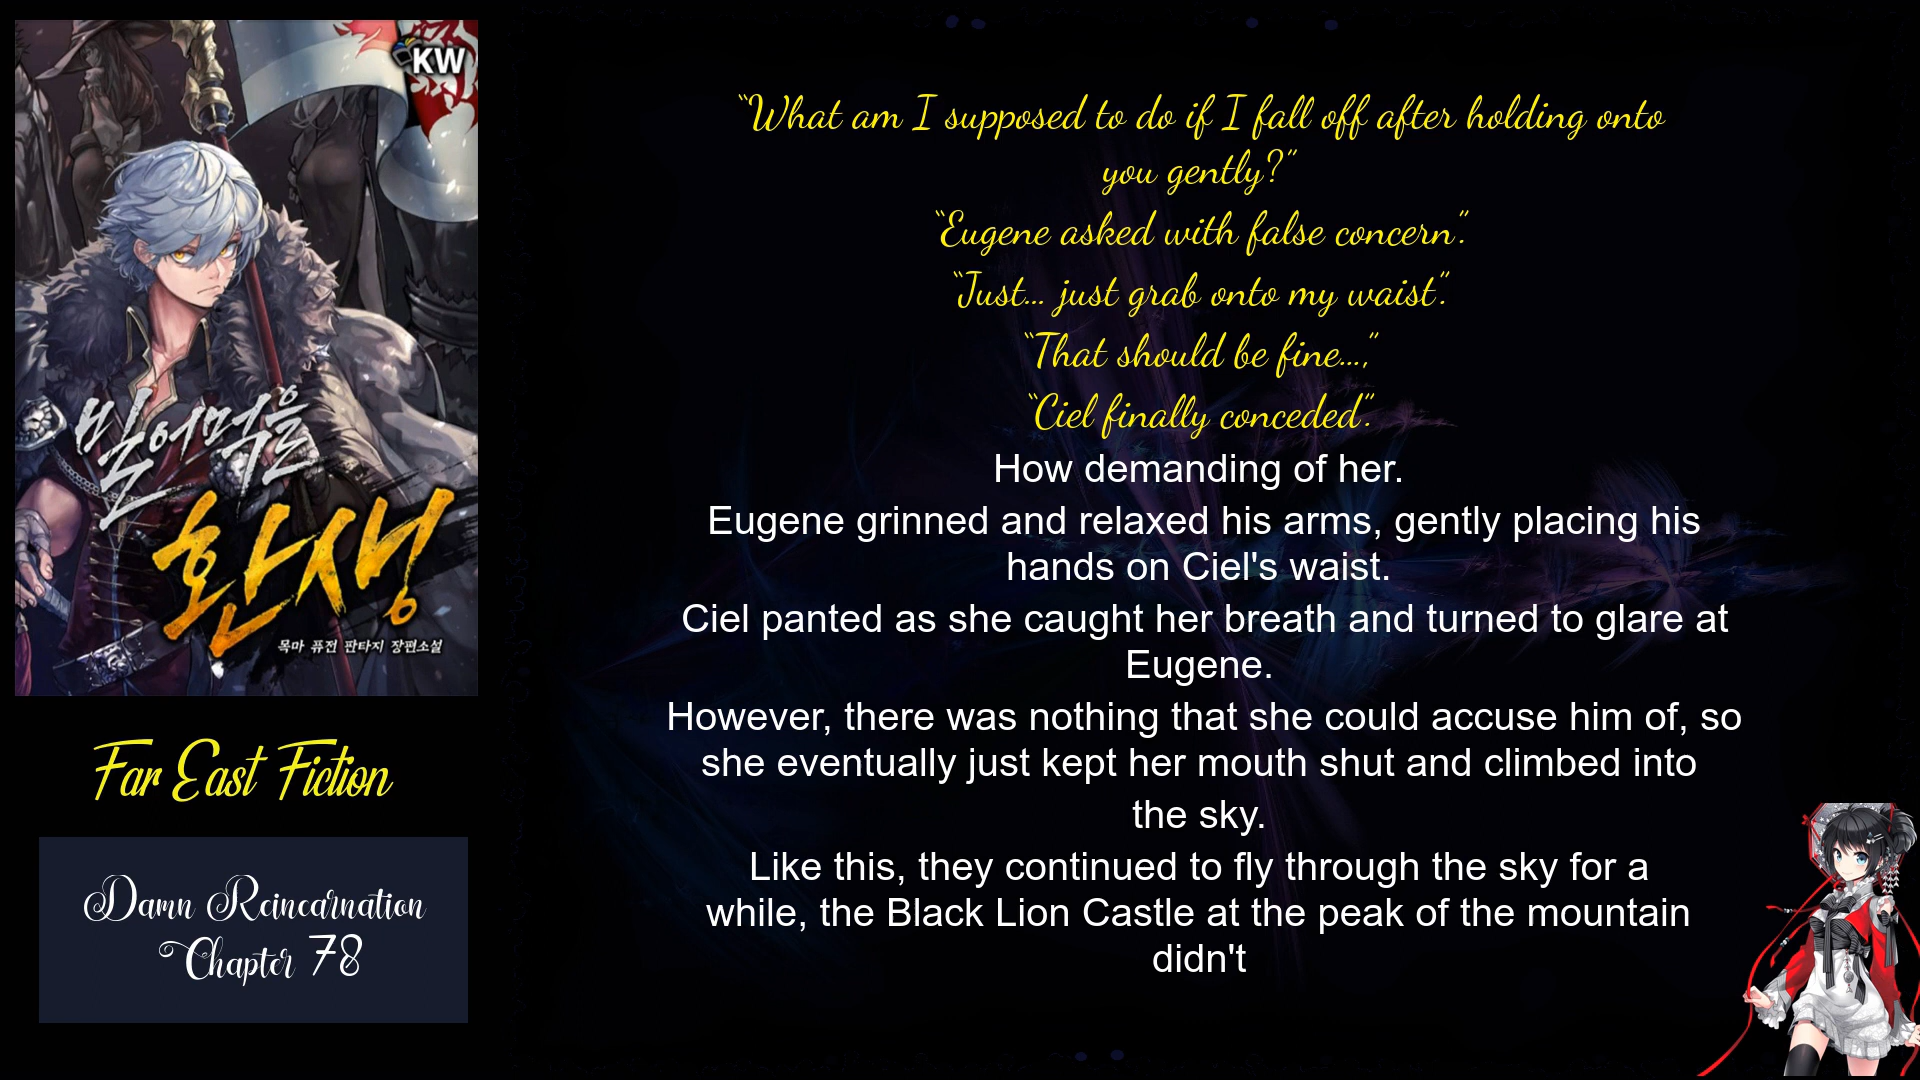 KW
빌어먹을
환생
목마 퓨전 판타지 장편소설
Far East Fiction
Damn Reincarnation
Chapter 78
“What am I supposed to do if I fall off after holding onto
you gently?”
“Eugene asked with false concern”.
“Just... just grab onto my waist”.
“That should be fine...,”
“Ciel finally conceded”.
How demanding of her.
Eugene grinned and relaxed his arms, gently placing his
hands on Ciel's waist.
Ciel panted as she caught her breath and turned to glare at
Eugene.
However, there was nothing that she could accuse him of, so
she eventually just kept her mouth shut and climbed into
the sky.
Like this, they continued to fly through the sky for a
while, the Black Lion Castle at the peak of the mountain
didn't